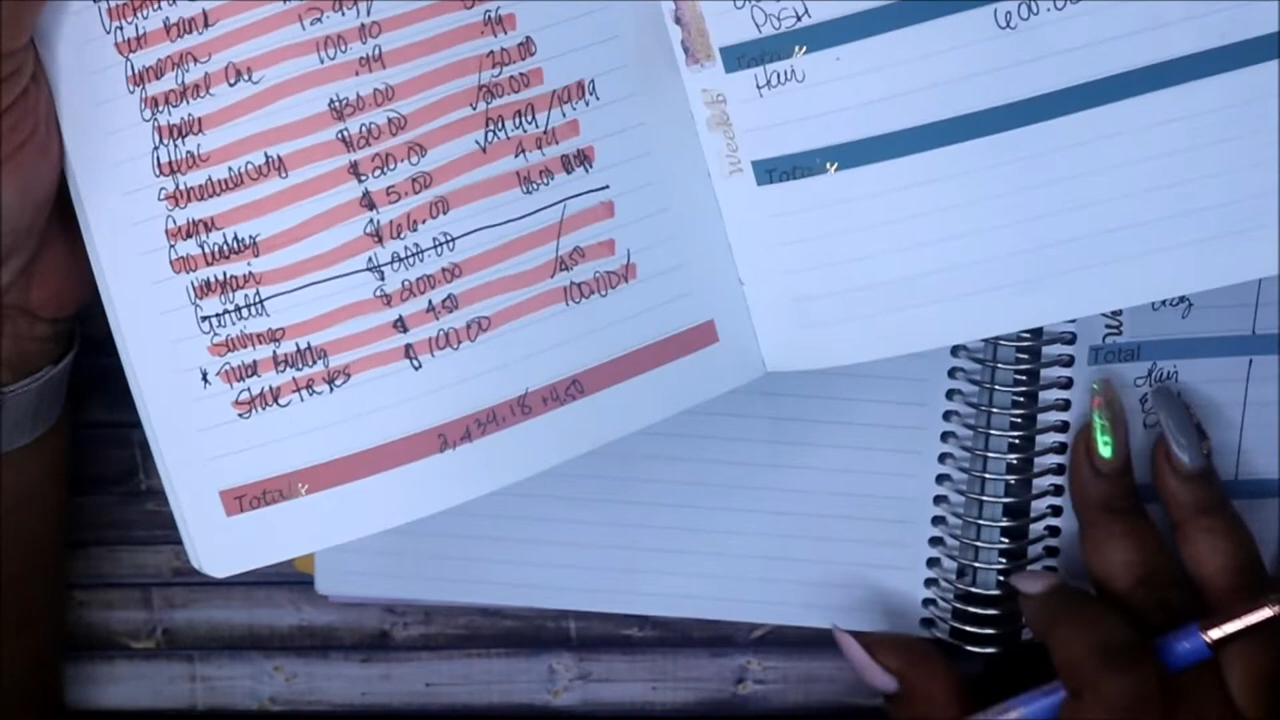 Citi Bank
Amazon 12.99
Capital One 100.00
Apple .99 .99
Aflac $30.00 ✓30.00
Schedulicity $20.00 ✓20.00
Gym $20.00 ✓29.99/19.99
Go Daddy $5.00 4.99
Wayfair $66.00 66.00
Gerald
Savings $200.00 /
* Tube Buddy $ 4.50 /4.50
State taxes $ 100.00 100.00✓
Total 2,439.18 +4.50
POSH 600.00
Total
Hair
Week 5
Total
Total
Hair